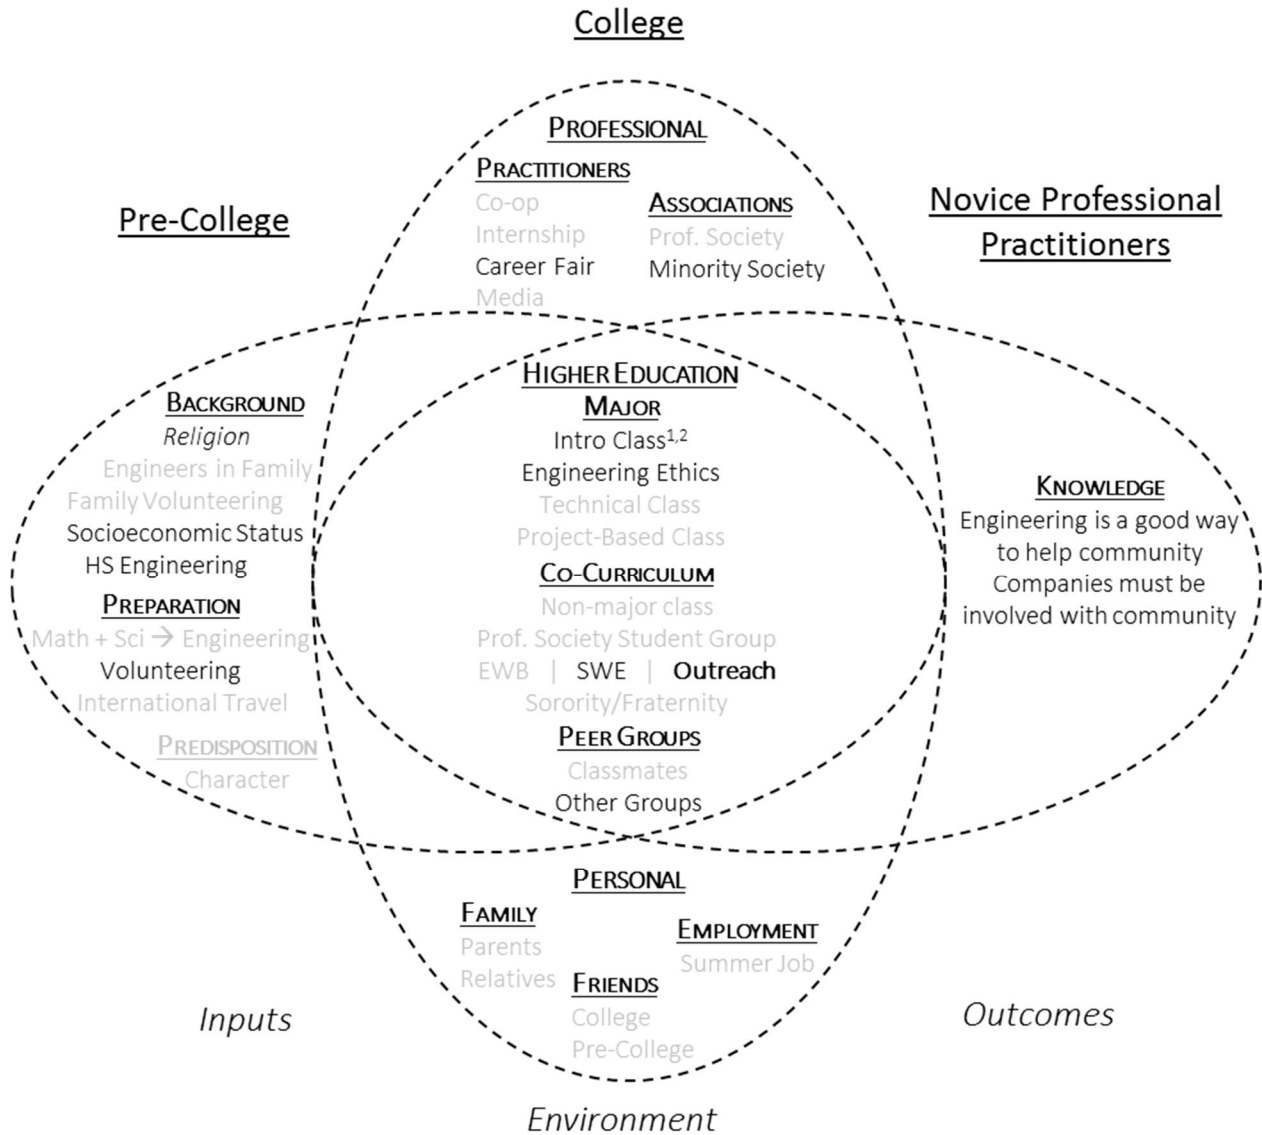 College
Pre-College
Novice Professional
Practitioners
PROFESSIONAL
PRACTITIONERS
Co-op
Internship
Career Fair
Media
ASSOCIATIONS
Prof. Society
Minority Society
BACKGROUND
Religion
Engineers in Family
Family Volunteering
Socioeconomic Status
HS Engineering
PREPARATION
Math + Sci → Engineering
Volunteering
International Travel
PREDISPOSITION
Character
HIGHER EDUCATION
MAJOR
Intro Class1,2
Engineering Ethics
Technical Class
Project-Based Class
CO-CURRICULUM
Non-major class
Prof. Society Student Group
EWB | SWE | Outreach
Sorority/Fraternity
PEER GROUPS
Classmates
Other Groups
KNOWLEDGE
Engineering is a good way
to help community
Companies must be
involved with community
PERSONAL
FAMILY
Parents
Relatives
EMPLOYMENT
Summer Job
FRIENDS
College
Pre-College
Inputs
Outcomes
Environment